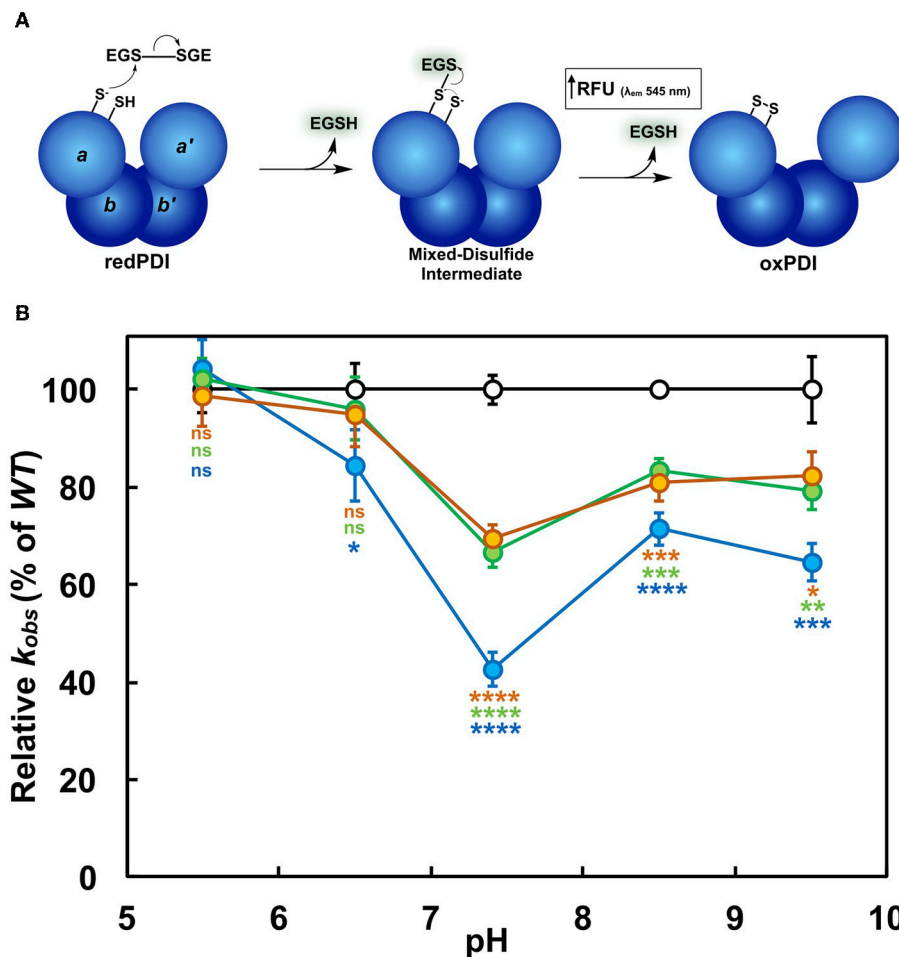 A
EGS—SGE
S-
SH
a
a'
b
b'
redPDI
EGSH
EGS
S
S-
Mixed-Disulfide
Intermediate
↑RFU (λem 545 nm)
EGSH
S-S
oxPDI
B
Relative kobs (% of WT)
100
80
60
40
20
0
ns
ns
ns
ns
ns
*
****
****
****
***
***
****
*
**
***
5 6 7 8 9 10
pH